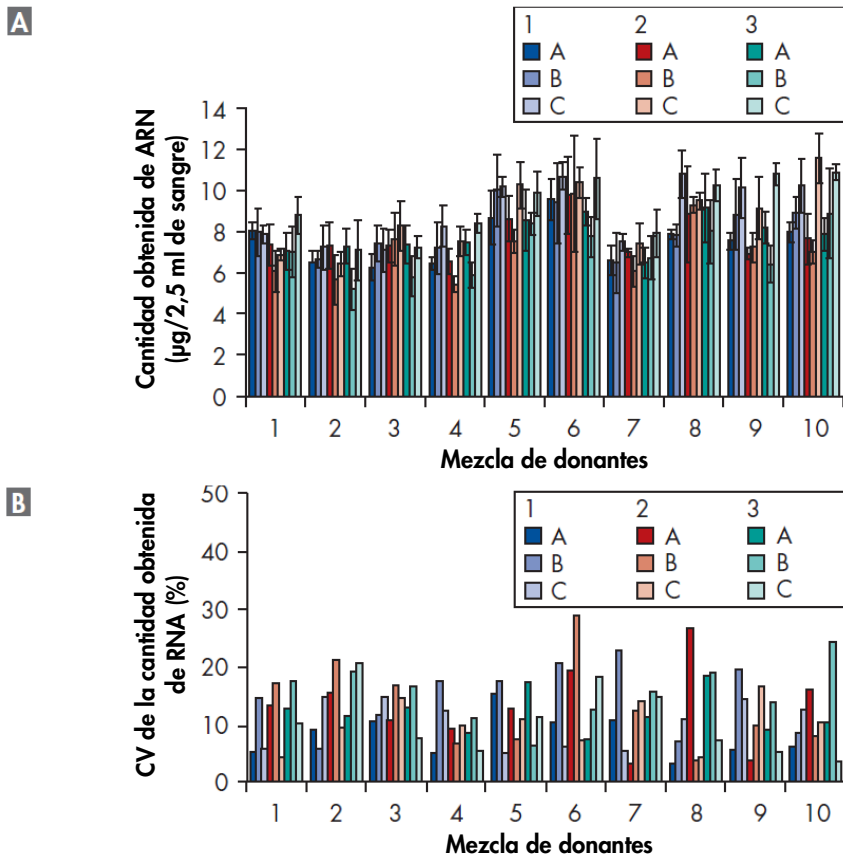 A
1 2 3
A A A
B B B
C C C
Cantidad obtenida de ARN
(µg/2,5 ml de sangre)
14
12
10
8
6
4
2
0
1 2 3 4 5 6 7 8 9 10
Mezcla de donantes
B
1 2 3
A A A
B B B
C C C
CV de la cantidad obtenida
de RNA (%)
50
40
30
20
10
0
1 2 3 4 5 6 7 8 9 10
Mezcla de donantes